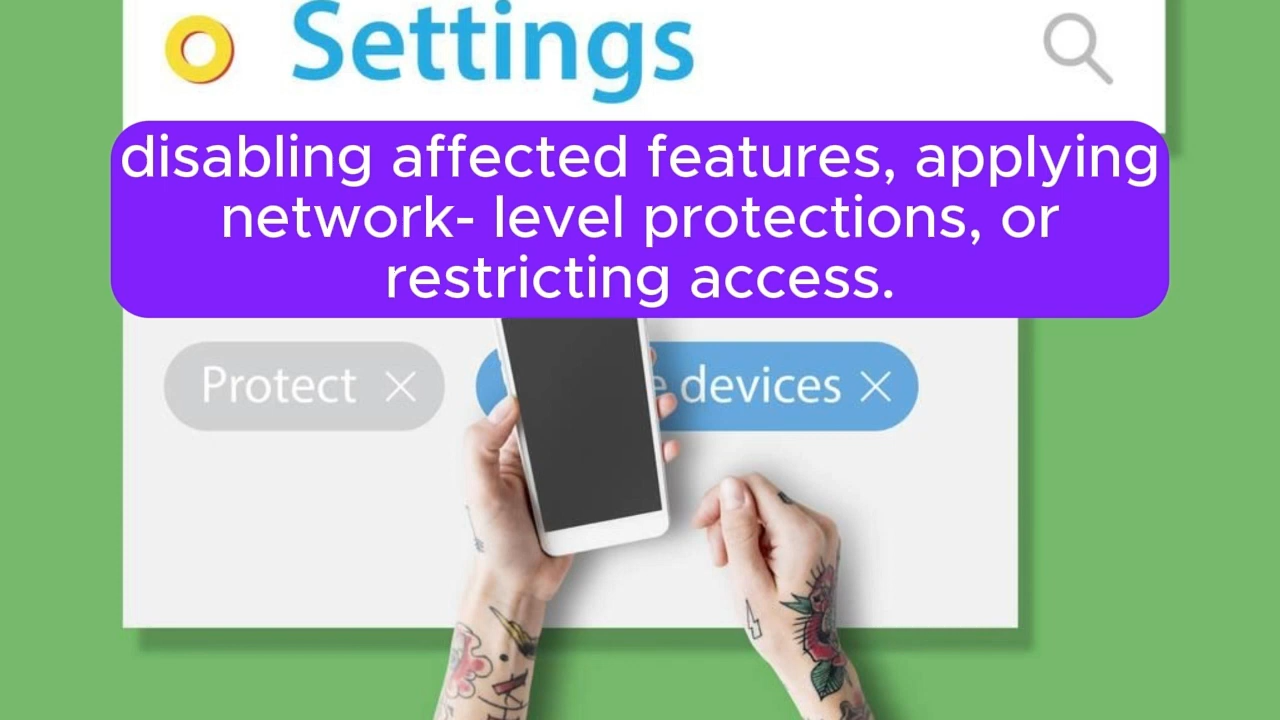 Settings
disabling affected features, applying
network- level protections, or
restricting access.
Protect
devices